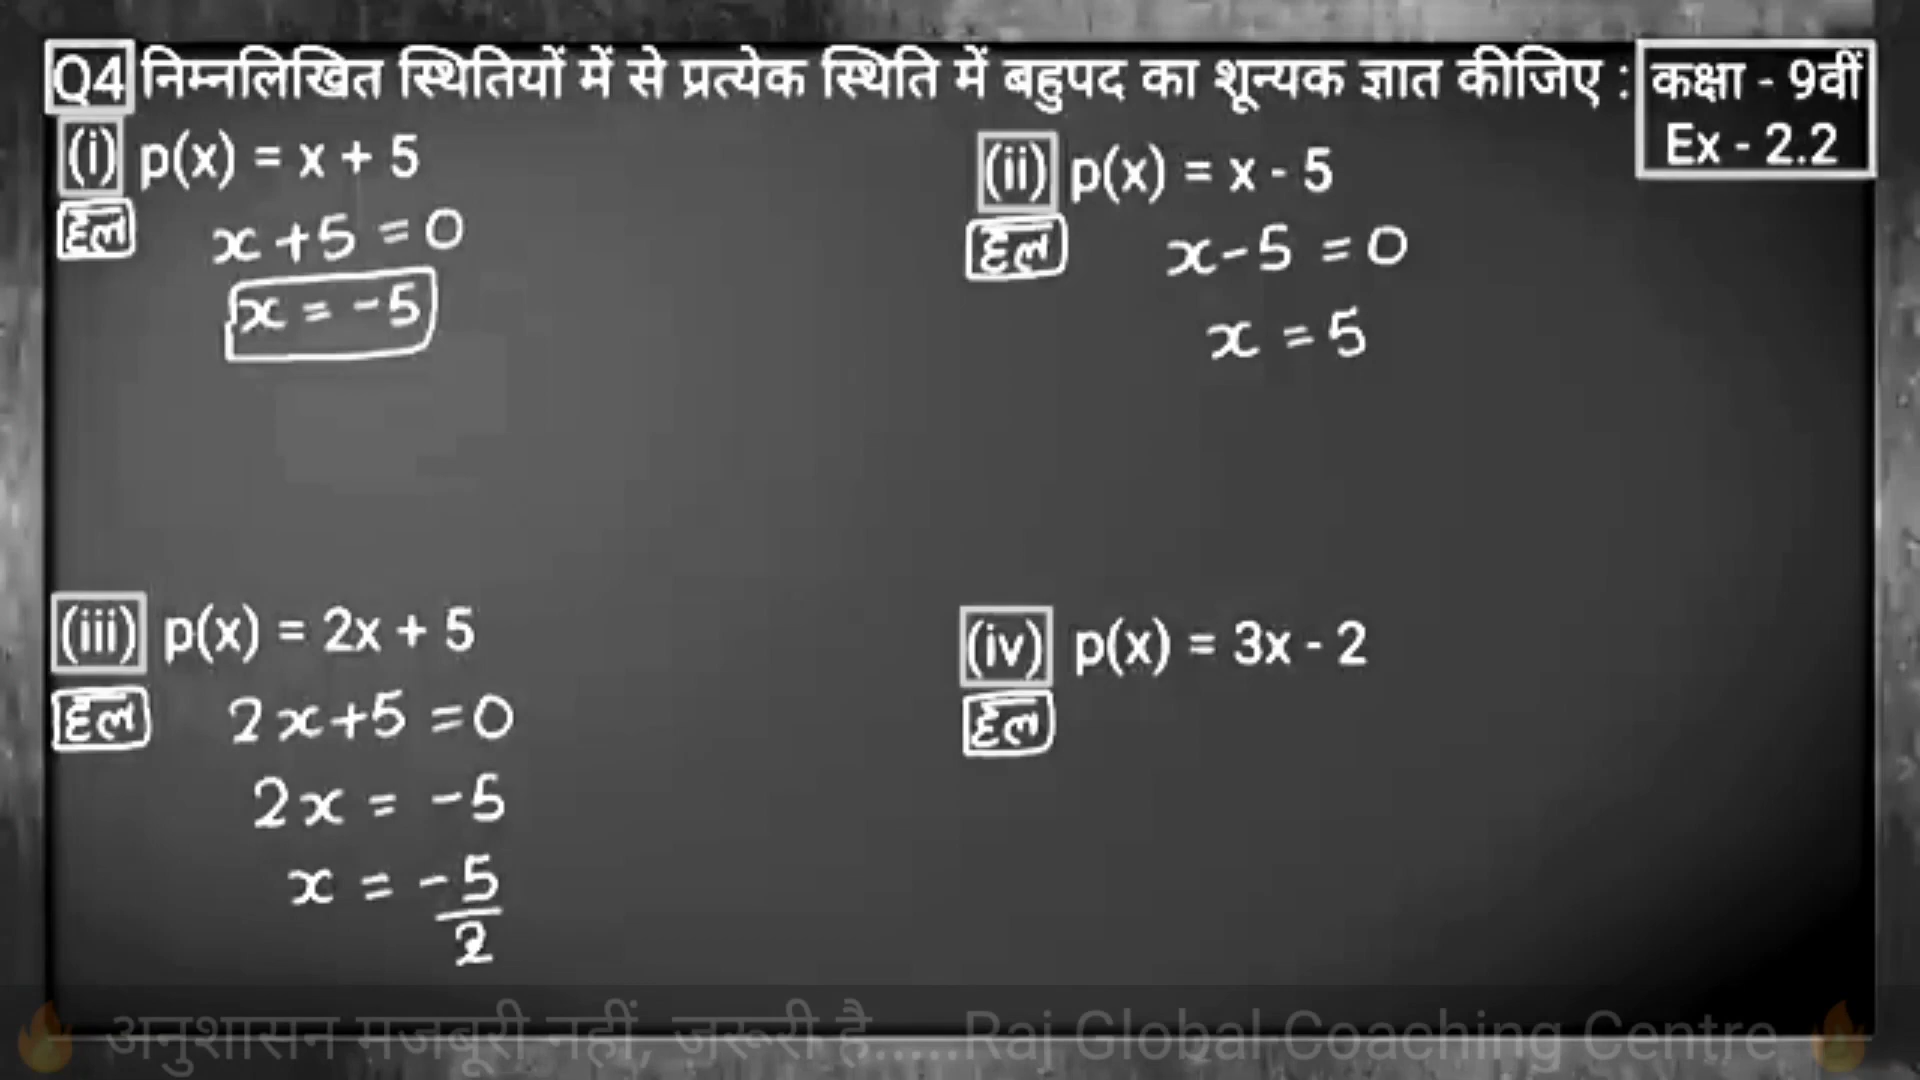 Q4 निम्नलिखित स्थितियों में से प्रत्येक स्थिति में बहुपद का शून्यक ज्ञात कीजिए :
कक्षा - 9वीं
Ex - 2.2
(i) p(x) = x + 5
हल x + 5 = 0
x = -5
(ii) p(x) = x - 5
हल x - 5 = 0
x = 5
(iii) p(x) = 2x + 5
हल 2x + 5 = 0
2x = -5
x = -5/2
(iv) p(x) = 3x - 2
हल
अनुशासन मजबूरी नहीं, ज़रूरी है.....Raj Global Coaching Centre